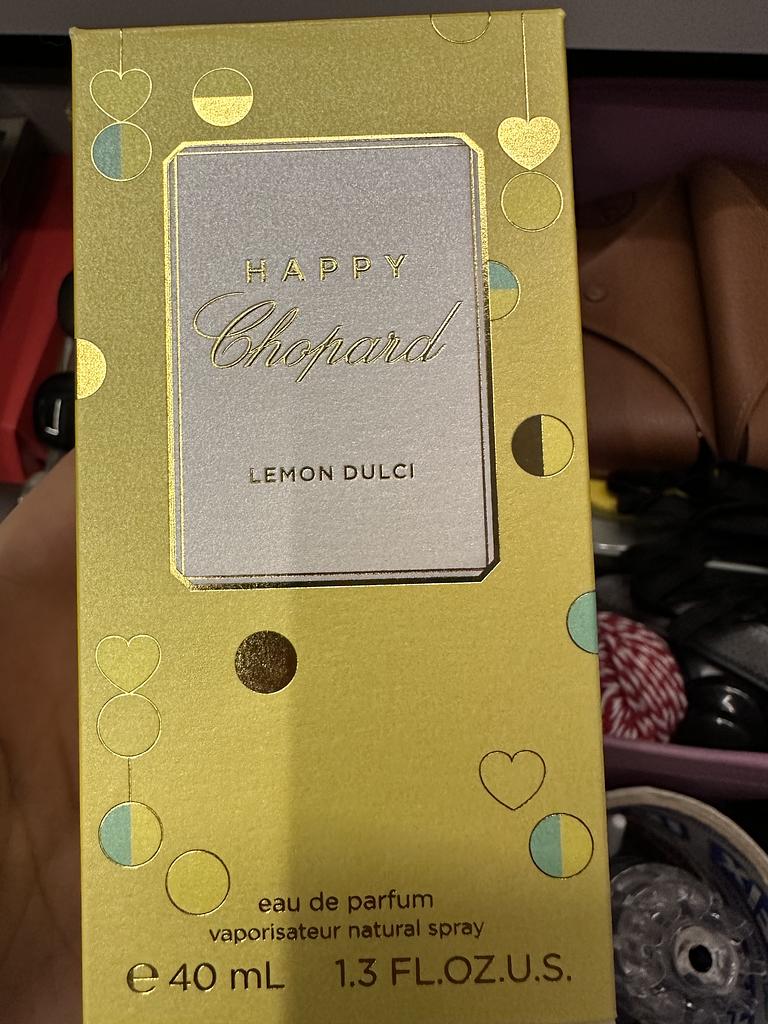 HAPPY
Chopard
LEMON DULCI
eau de parfum
vaporisateur natural spray
℮ 40 mL 1.3 FL.OZ.U.S.